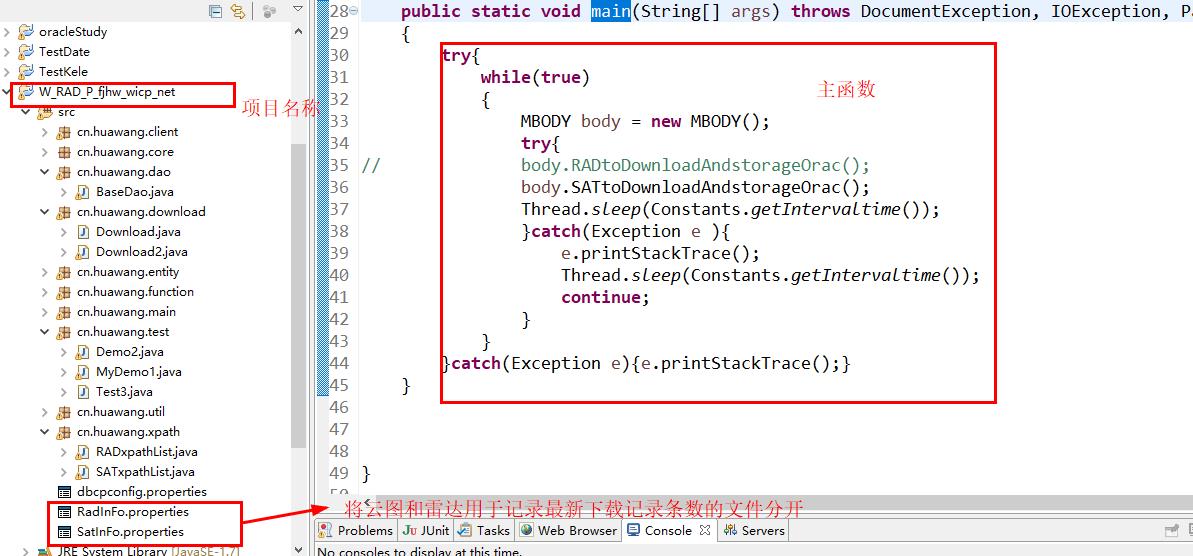 oracleStudy
TestDate
TestKele
W_RAD_P_fjhw_wicp_net
项目名称
src
cn.huawang.client
cn.huawang.core
cn.huawang.dao
BaseDao.java
cn.huawang.download
Download.java
Download2.java
cn.huawang.entity
cn.huawang.function
cn.huawang.main
cn.huawang.test
Demo2.java
MyDemo1.java
Test3.java
cn.huawang.util
cn.huawang.xpath
RADxpathList.java
SATxpathList.java
dbcpconfig.properties
RadInFo.properties
SatInFo.properties
JRE System Library [JavaSE-1.7]
28 public static void main(String[] args) throws DocumentException, IOException, Pa
29 {
30 try{
31 while(true)
主函数
32 {
33 MBODY body = new MBODY();
34 try{
35 // body.RADtoDownloadAndstorageOrac();
36 body.SATtoDownloadAndstorageOrac();
37 Thread.sleep(Constants.getIntervaltime());
38 }catch(Exception e ){
39 e.printStackTrace();
40 Thread.sleep(Constants.getIntervaltime());
41 continue;
42 }
43 }
44 }catch(Exception e){e.printStackTrace();}
45 }
46
47
48
49 }
50
将云图和雷达用于记录最新下载记录条数的文件分开
Problems JUnit Tasks Web Browser Console Servers
No consoles to display at this time.